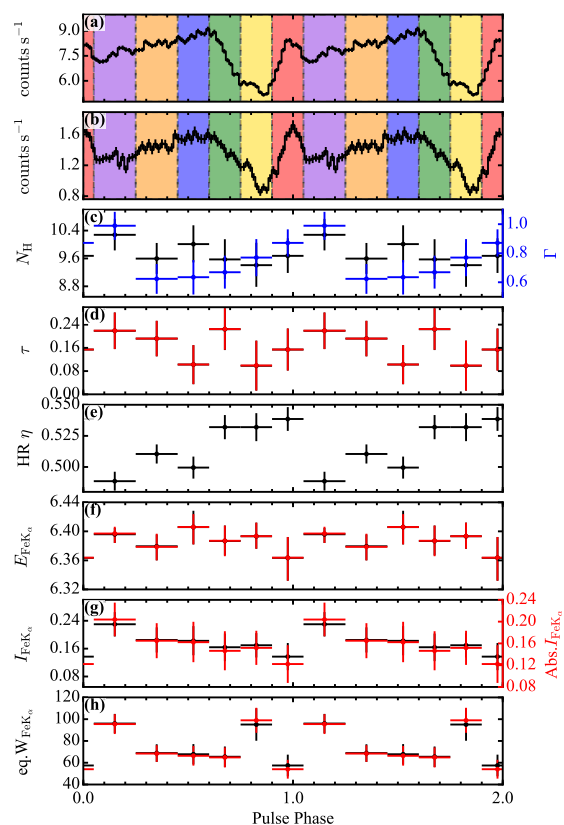 (a)
9.0
7.5
6.0
counts s⁻¹
(b)
1.6
1.2
0.8
counts s⁻¹
(c)
10.4
9.6
8.8
N_H
1.0
0.8
0.6
Γ
(d)
0.24
0.16
0.08
0.00
τ
(e)
0.550
0.525
0.500
HR η
(f)
6.44
6.40
6.36
6.32
E_FeKα
(g)
0.24
0.16
0.08
I_FeKα
0.24
0.20
0.16
0.12
0.08
Abs.I_FeKα
(h)
120
100
80
60
40
eq.W_FeKα
0.0 1.0 2.0
Pulse Phase